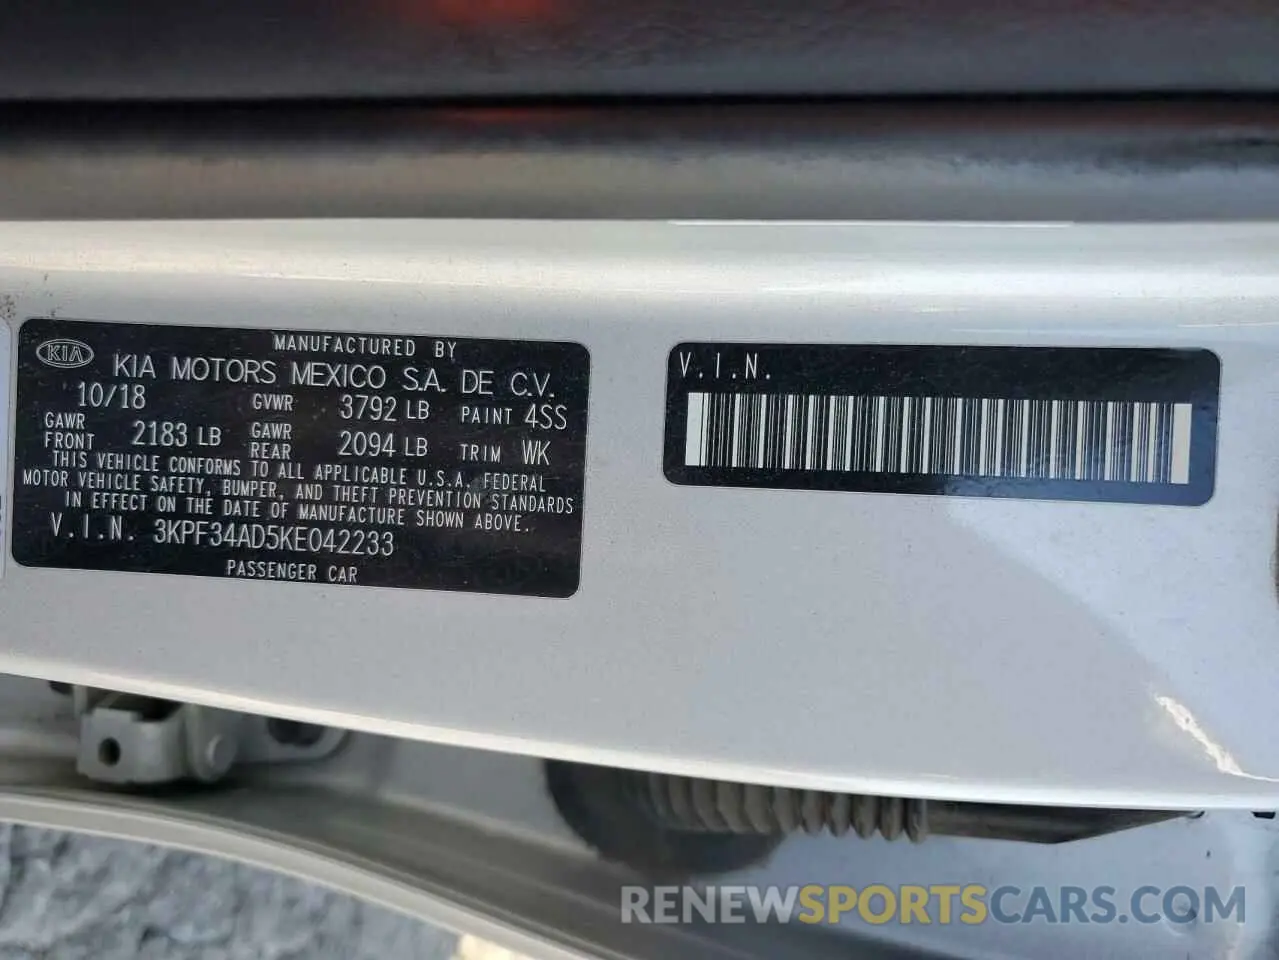 MANUFACTURED BY
KIA KIA MOTORS MEXICO S.A. DE C.V.
10/18 GVWR 3792 LB PAINT 4SS
GAWR FRONT 2183 LB GAWR REAR 2094 LB TRIM WK
THIS VEHICLE CONFORMS TO ALL APPLICABLE U.S.A. FEDERAL
MOTOR VEHICLE SAFETY, BUMPER, AND THEFT PREVENTION STANDARDS
IN EFFECT ON THE DATE OF MANUFACTURE SHOWN ABOVE.
V.I.N. 3KPF34AD5KE042233
PASSENGER CAR
V.I.N.
RENEWSPORTSCARS.COM